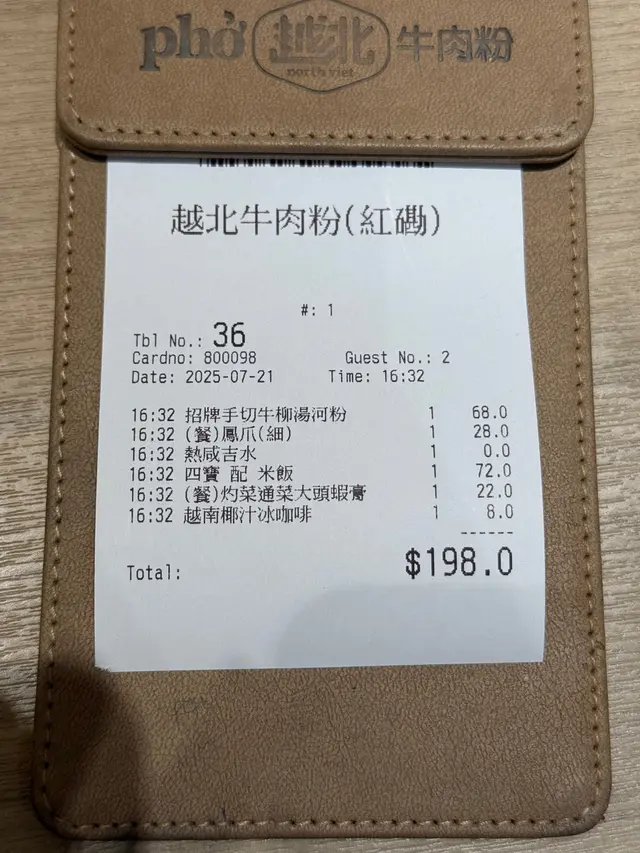 phở 越北 牛肉粉
north viet
越北牛肉粉(紅磡)
#: 1
Tbl No.: 36
Cardno: 800098 Guest No.: 2
Date: 2025-07-21 Time: 16:32
16:32 招牌手切牛柳湯河粉 1 68.0
16:32 (餐)鳳爪(細) 1 28.0
16:32 熱咸吉水 1 0.0
16:32 四寶 配 米飯 1 72.0
16:32 (餐)灼菜通菜大頭蝦膏 1 22.0
16:32 越南椰汁冰咖啡 1 8.0
------
Total: $198.0